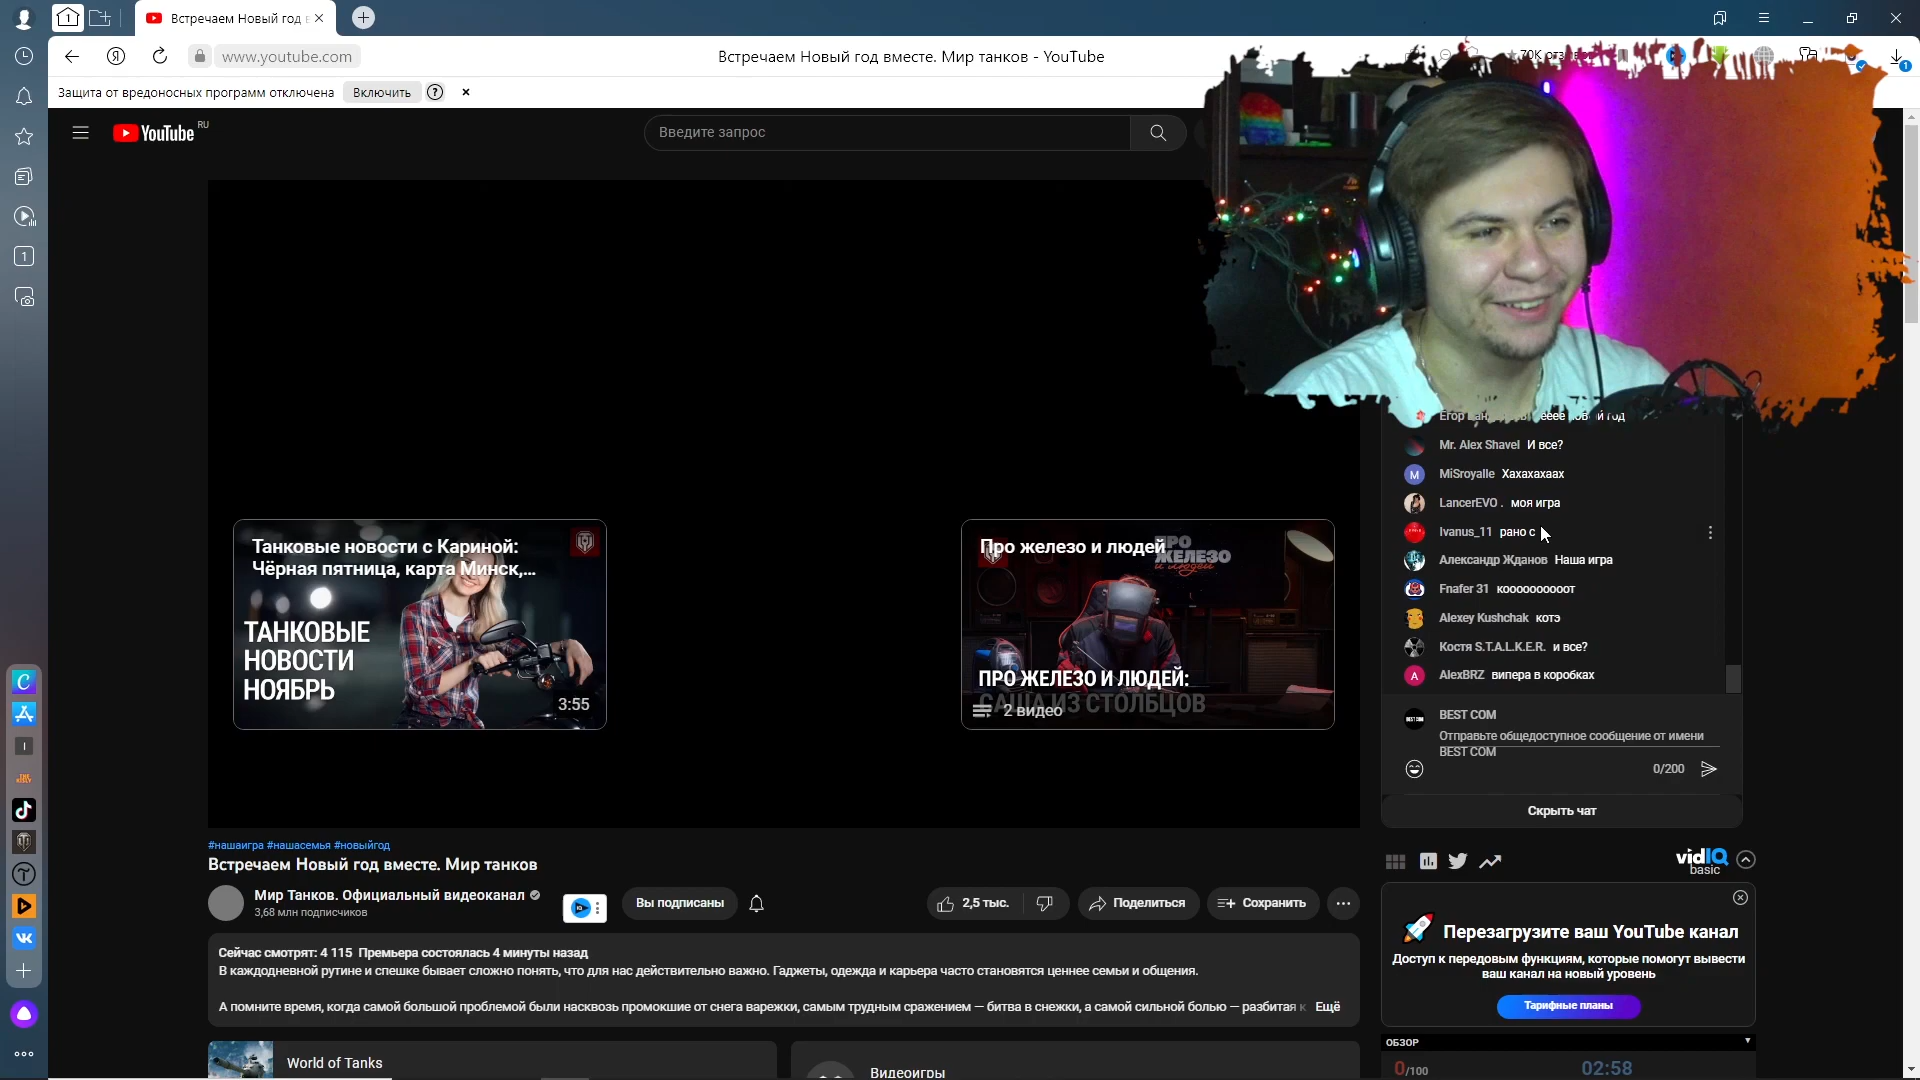 Встречаем Новый год в
www.youtube.com
Встречаем Новый год вместе. Мир танков - YouTube
Защита от вредоносных программ отключена
Включить
YouTube
RU
Введите запрос
Танковые новости с Кариной:
Чёрная пятница, карта Минск,...
ТАНКОВЫЕ
НОВОСТИ
НОЯБРЬ
3:55
Про железо и людей
ПРО
ЖЕЛЕЗО
и людей
ПРО ЖЕЛЕЗО И ЛЮДЕЙ:
САША ИЗ СТОЛБЦОВ
2 видео
Mr. Alex Shavel И все?
MiSroyalle Хахахахаах
LancerEVO . моя игра
Ivanus_11 рано с
Александр Жданов Наша игра
Fnafer 31 кооооооооот
Alexey Kushchak котэ
Костя S.T.A.L.K.E.R. и все?
AlexBRZ випера в коробках
BEST COM
Отправьте общедоступное сообщение от имени
BEST COM
0/200
Скрыть чат
#нашаигра #нашасемья #новыйгод
Встречаем Новый год вместе. Мир танков
Мир Танков. Официальный видеоканал
3,68 млн подписчиков
Вы подписаны
2,5 тыс.
Поделиться
Сохранить
Сейчас смотрят: 4 115 Премьера состоялась 4 минуты назад
В каждодневной рутине и спешке бывает сложно понять, что для нас действительно важно. Гаджеты, одежда и карьера часто становятся ценнее семьи и общения.
А помните время, когда самой большой проблемой были насквозь промокшие от снега варежки, самым трудным сражением — битва в снежки, а самой сильной болью — разбитая к Ещё
World of Tanks
Видеоигры
vidIQ
basic
Перезагрузите ваш YouTube канал
Доступ к передовым функциям, которые помогут вывести
ваш канал на новый уровень
Тарифные планы
ОБЗОР
0/100
02:58